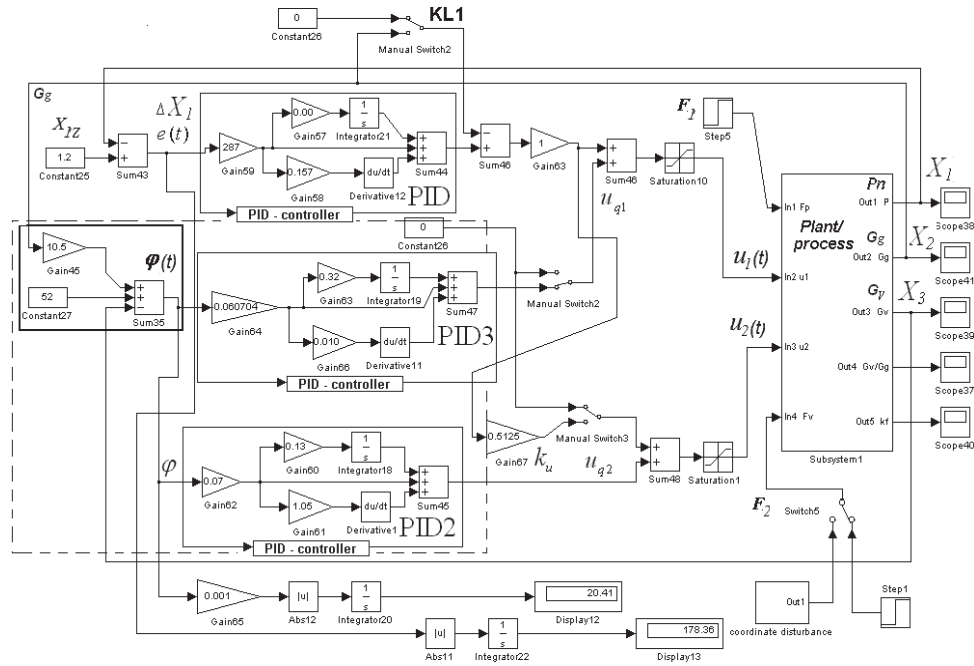 0
Constant26
KL1
Manual Switch2
Gg
X1Z
ΔX1
e(t)
1.2
Constant25
Sum43
287
Gain59
0.00
Gain57
1
s
Integrator21
0.157
Gain58
du/dt
Derivative12
Sum44
PID
PID - controller
Sum46
1
Gain63
Sum46
Saturation10
uq1
F1
Step5
Plant/
process
Pn
Out1 P
X1
Scope38
In1 Fp
Gg
Out2 Gg
X2
Scope41
u1(t)
In2 u1
Gv
Out3 Gv
X3
Scope39
u2(t)
In3 u2
Out4 Gv/Gg
Scope37
In4 Fv
Out5 kf
Scope40
Subsystem1
10.5
Gain45
φ(t)
52
Constant27
Sum35
0
Constant26
0.060704
Gain64
0.32
Gain63
1
s
Integrator19
0.010
Gain66
du/dt
Derivative11
Sum47
PID3
PID - controller
Manual Switch2
0.5125
Gain67
ku
Manual Switch3
uq2
Sum48
Saturation1
φ
0.07
Gain62
0.13
Gain60
1
s
Integrator18
1.05
Gain61
du/dt
Derivative1
Sum45
PID2
PID - controller
F2
Switch5
0.001
Gain65
|u|
Abs12
1
s
Integrator20
20.41
Display12
|u|
Abs11
1
s
Integrator22
178.36
Display13
Out1
coordinate disturbance
Step1